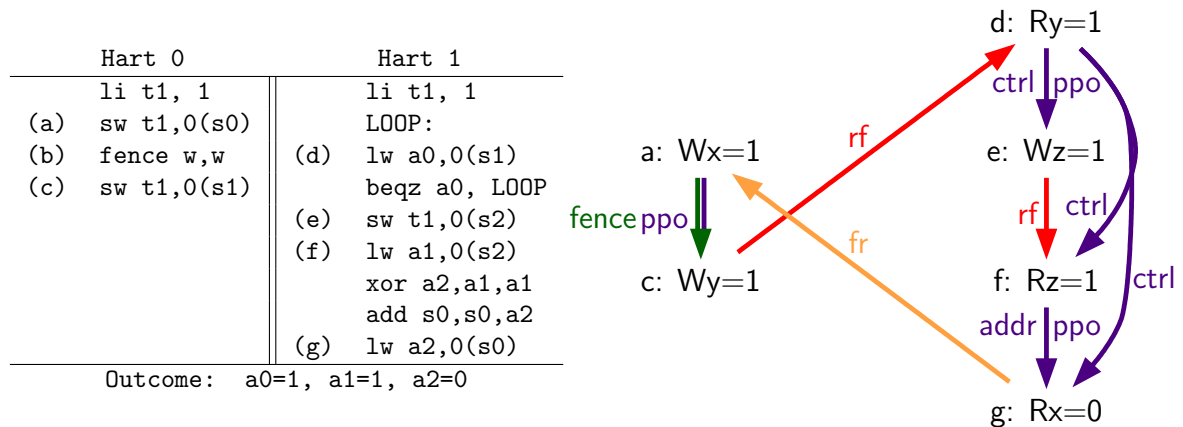 Hart 0 Hart 1
li t1, 1 li t1, 1
(a) sw t1,0(s0) LOOP:
(b) fence w,w (d) lw a0,0(s1)
(c) sw t1,0(s1) beqz a0, LOOP
(e) sw t1,0(s2)
(f) lw a1,0(s2)
xor a2,a1,a1
add s0,s0,a2
(g) lw a2,0(s0)
Outcome: a0=1, a1=1, a2=0
d: Ry=1
ctrl ppo
rf
a: Wx=1 e: Wz=1
fence ppo rf ctrl
fr
c: Wy=1 f: Rz=1 ctrl
addr ppo
g: Rx=0